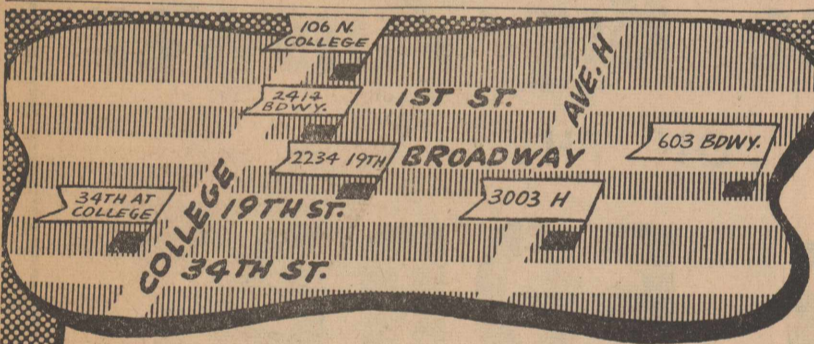 106 N.
COLLEGE
2412
BDWY.
1ST ST.
AVE. H
2234 19TH
BROADWAY
603 BDWY.
34TH AT
COLLEGE
COLLEGE
19TH ST.
3003 H
34TH ST.